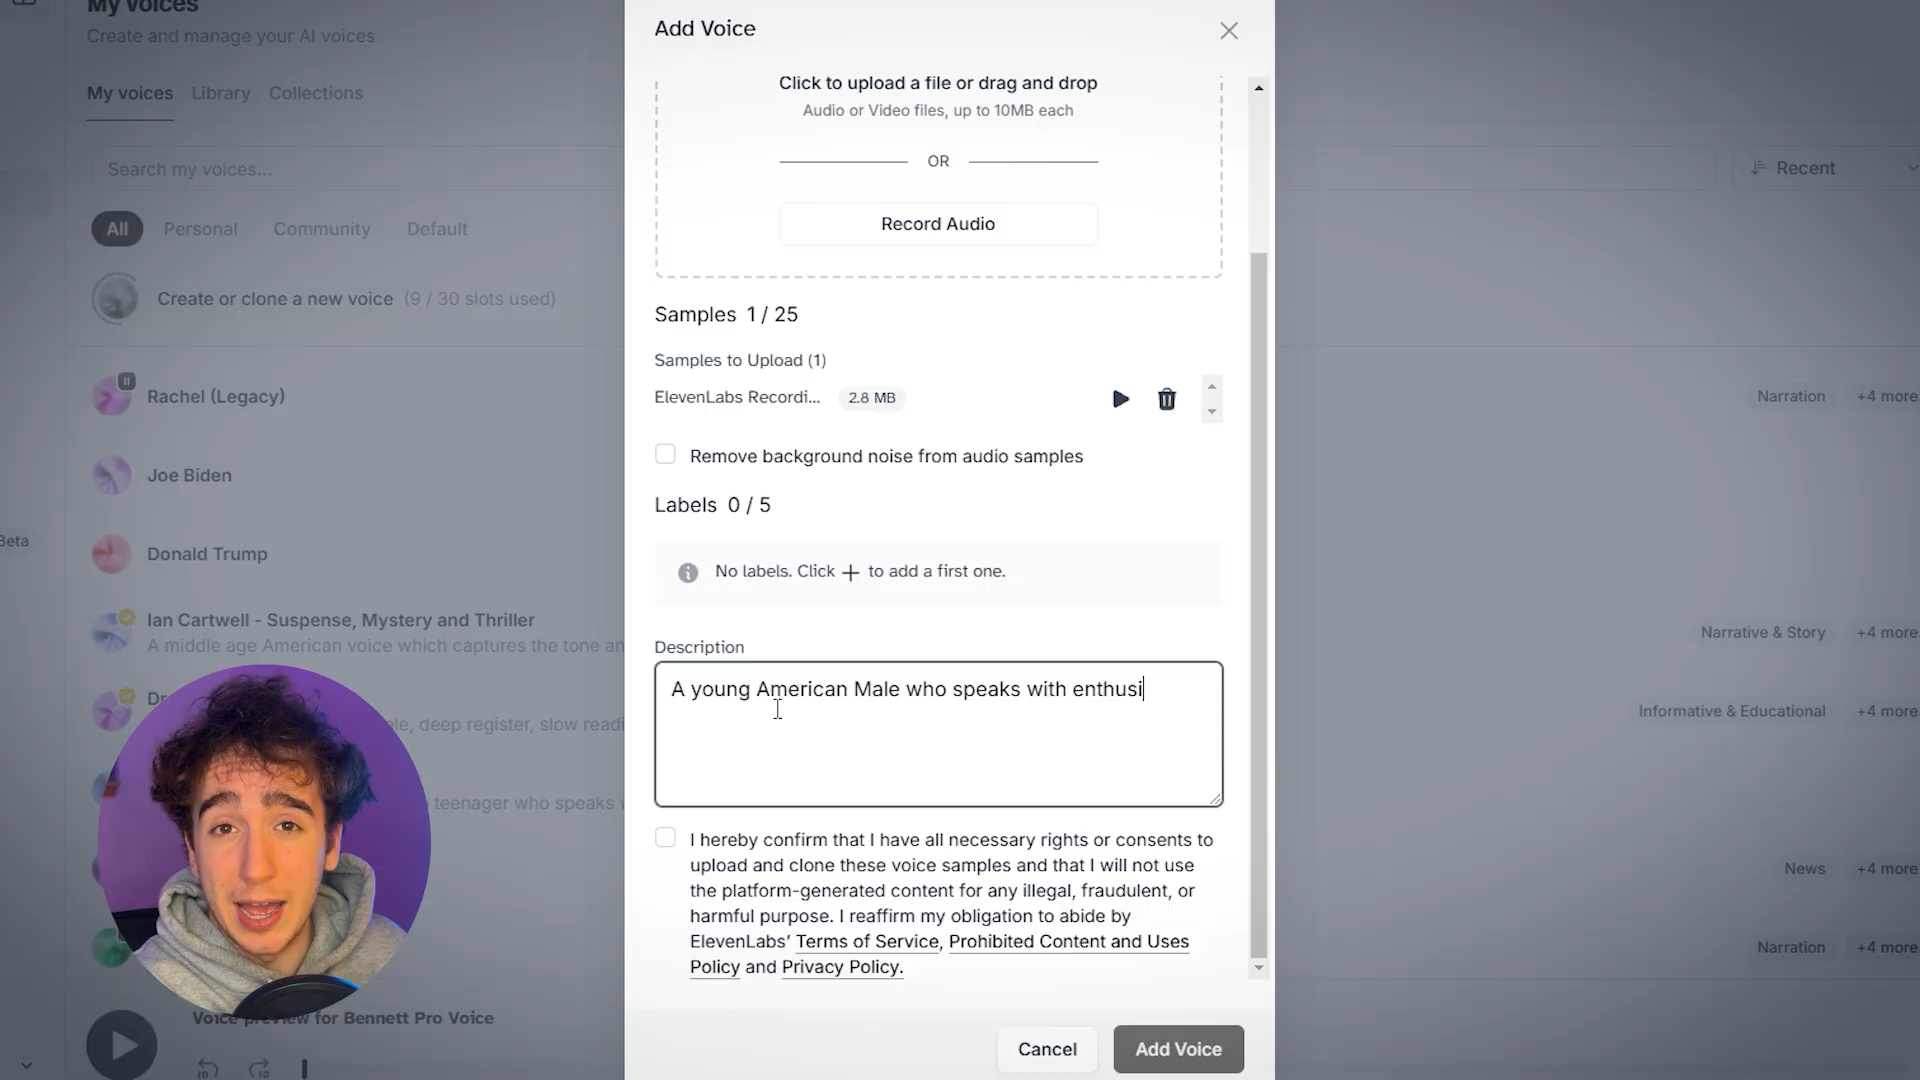 My voices
Create and manage your AI voices
My voices Library Collections
Search my voices...
Recent
All Personal Community Default
Create or clone a new voice (9 / 30 slots used)
Rachel (Legacy)
Narration +4 more
Joe Biden
Beta
Donald Trump
Ian Cartwell - Suspense, Mystery and Thriller
A middle age American voice which captures the tone an
Narrative & Story +4 more
Dr
le, deep register, slow readi
Informative & Educational +4 more
teenager who speaks
News +4 more
Narration +4 more
Voice preview for Bennett Pro Voice
10 10
Add Voice
Click to upload a file or drag and drop
Audio or Video files, up to 10MB each
OR
Record Audio
Samples 1 / 25
Samples to Upload (1)
ElevenLabs Recordi... 2.8 MB
Remove background noise from audio samples
Labels 0 / 5
No labels. Click + to add a first one.
Description
A young American Male who speaks with enthusi
I hereby confirm that I have all necessary rights or consents to
upload and clone these voice samples and that I will not use
the platform-generated content for any illegal, fraudulent, or
harmful purpose. I reaffirm my obligation to abide by
ElevenLabs' Terms of Service, Prohibited Content and Uses
Policy and Privacy Policy.
Cancel Add Voice